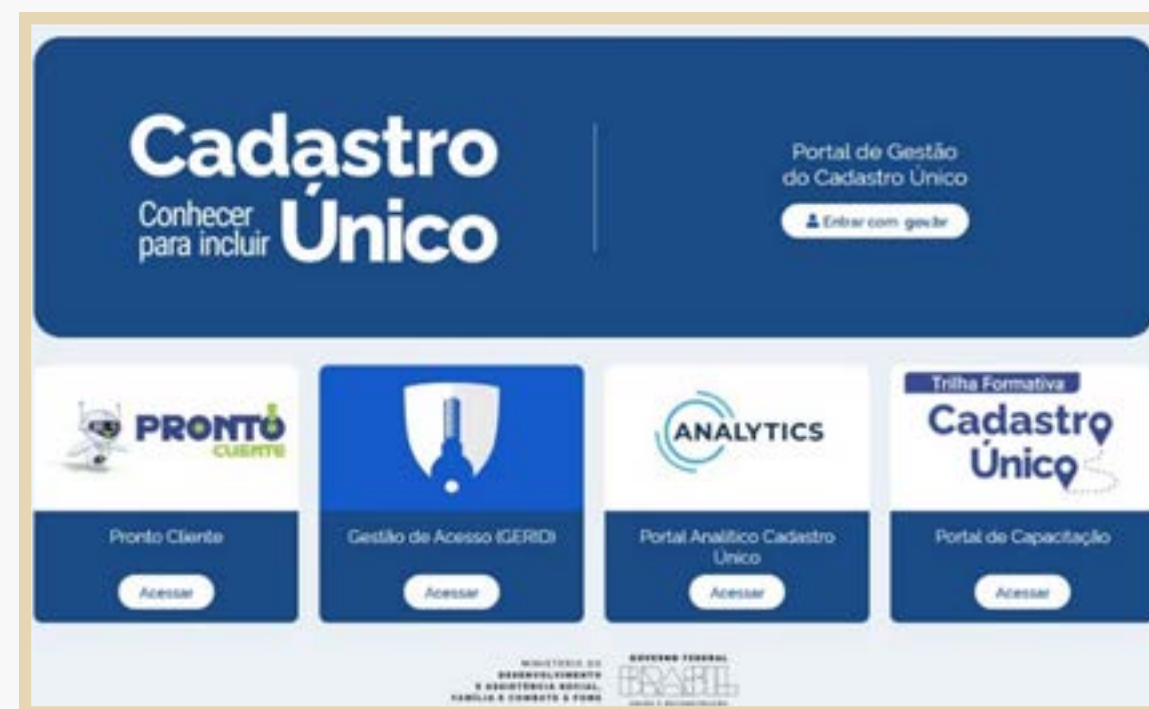 Cadastro
Conhecer
para incluir
Único
Portal de Gestão
do Cadastro Único
Entrar com gov.br
PRONTO
CLIENTE
Pronto Cliente
Acessar
Gestão de Acesso (GERID)
Acessar
ANALYTICS
Portal Analítico Cadastro
Único
Acessar
Trilha Formativa
Cadastro
Único
Portal de Capacitação
Acessar
MINISTÉRIO DO
DESENVOLVIMENTO
E ASSISTÊNCIA SOCIAL,
FAMÍLIA E COMBATE À FOME
GOVERNO FEDERAL
BRASIL
UNIÃO E RECONSTRUÇÃO